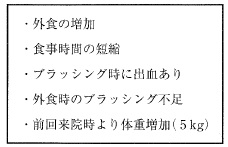 ・外食の増加
・食事時間の短縮
・ブラッシング時に出血あり
・外食時のブラッシング不足
・前回来院時より体重増加(5kg)